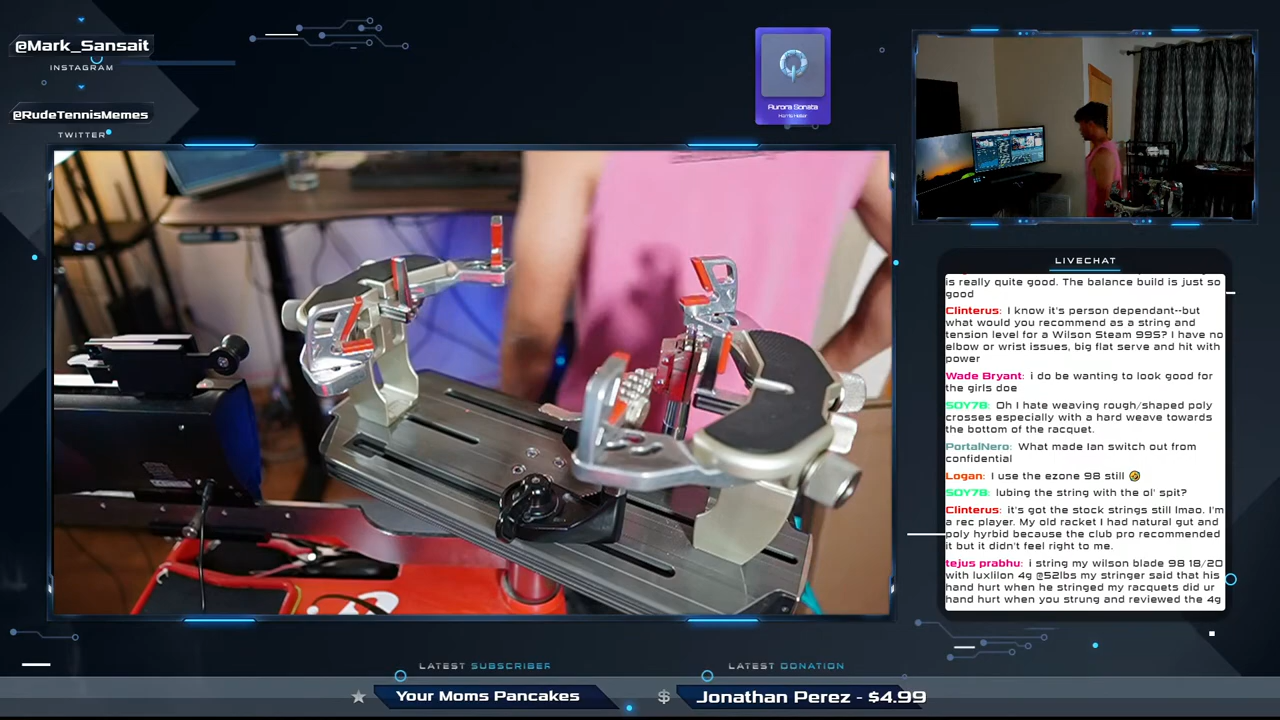 @Mark_Sansait
INSTAGRAM
@RudeTennisMemes
TWITTER
Aurora Sonata
LIVECHAT
is really quite good. The balance build is just so
good
Clinterus: I know it's person dependant--but
what would you recommend as a string and
tension level for a Wilson Steam 99S? I have no
elbow or wrist issues, big flat serve and hit with
power
Wade Bryant: i do be wanting to look good for
the girls doe
SOY78: Oh I hate weaving rough/shaped poly
crosses especially with a hard weave towards
the bottom of the racquet.
PortalNero: What made Ian switch out from
confidential
Logan: I use the ezone 98 still
SOY78: lubing the string with the ol' spit?
Clinterus: it's got the stock strings still lmao. I'm
a rec player. My old racket I had natural gut and
poly hyrbid because the club pro recommended
it but it didn't feel right to me.
tejus prabhu: i string my wilson blade 98 18/20
with luxliion 4g @52lbs my stringer said that his
hand hurt when he stringed my racquets did ur
hand hurt when you strung and reviewed the 4g
LATEST SUBSCRIBER
Your Moms Pancakes
LATEST DONATION
$ Jonathan Perez - $4.99